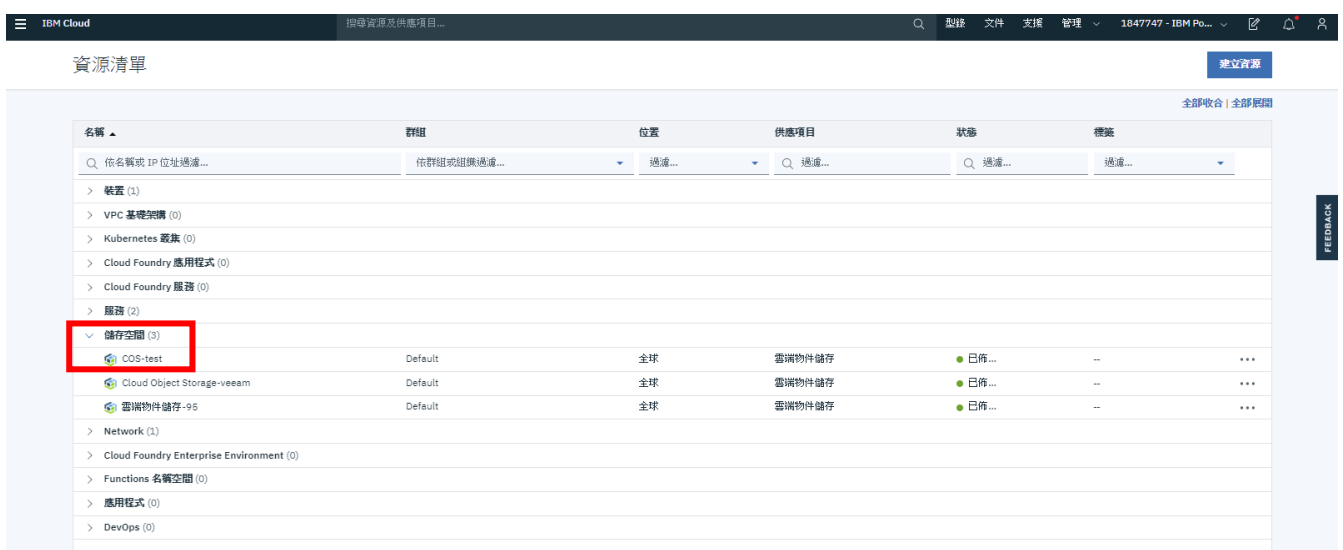 IBM Cloud 搜尋資源及供應項目... 型錄 文件 支援 管理 1847747 - IBM Po...
資源清單 建立資源
全部收合 | 全部展開
名稱 群組 位置 供應項目 狀態 標籤
依名稱或 IP 位址過濾... 依群組或組織過濾... 過濾... 過濾... 過濾... 過濾...
裝置 (1)
VPC 基礎架構 (0)
Kubernetes 叢集 (0)
Cloud Foundry 應用程式 (0)
Cloud Foundry 服務 (0)
服務 (2)
儲存空間 (3)
COS-test Default 全球 雲端物件儲存 已佈... --
Cloud Object Storage-veeam Default 全球 雲端物件儲存 已佈... --
雲端物件儲存-95 Default 全球 雲端物件儲存 已佈... --
Network (1)
Cloud Foundry Enterprise Environment (0)
Functions 名稱空間 (0)
應用程式 (0)
DevOps (0)
FEEDBACK